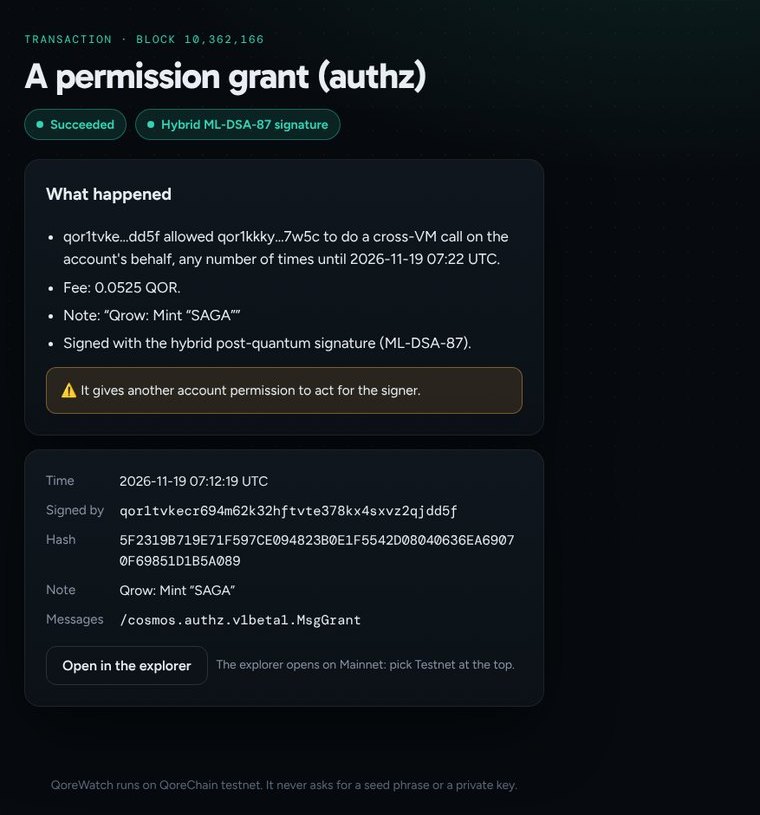 TRANSACTION · BLOCK 10,362,166
A permission grant (authz)
Succeeded
Hybrid ML-DSA-87 signature
What happened
• qor1tvke…dd5f allowed qor1kkky…7w5c to do a cross-VM call on the
account's behalf, any number of times until 2026-11-19 07:22 UTC.
• Fee: 0.0525 QOR.
• Note: “Qrow: Mint “SAGA””
• Signed with the hybrid post-quantum signature (ML-DSA-87).
⚠️ It gives another account permission to act for the signer.
Time 2026-11-19 07:12:19 UTC
Signed by qor1tvkecr694m62k32hftvte378kx4sxvz2qjdd5f
Hash 5F2319B719E71F597CE094823B0E1F5542D08040636EA6907
0F69851D1B5A089
Note Qrow: Mint “SAGA”
Messages /cosmos.authz.v1beta1.MsgGrant
Open in the explorer The explorer opens on Mainnet: pick Testnet at the top.
QoreWatch runs on QoreChain testnet. It never asks for a seed phrase or a private key.